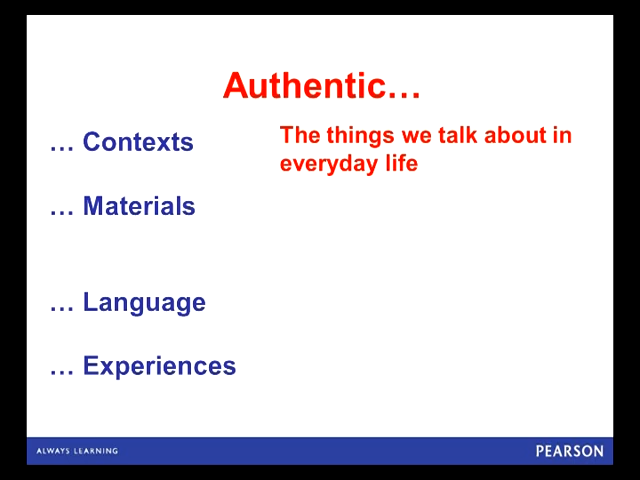 Authentic…
… Contexts
The things we talk about in
everyday life
… Materials
… Language
… Experiences
ALWAYS LEARNING
PEARSON